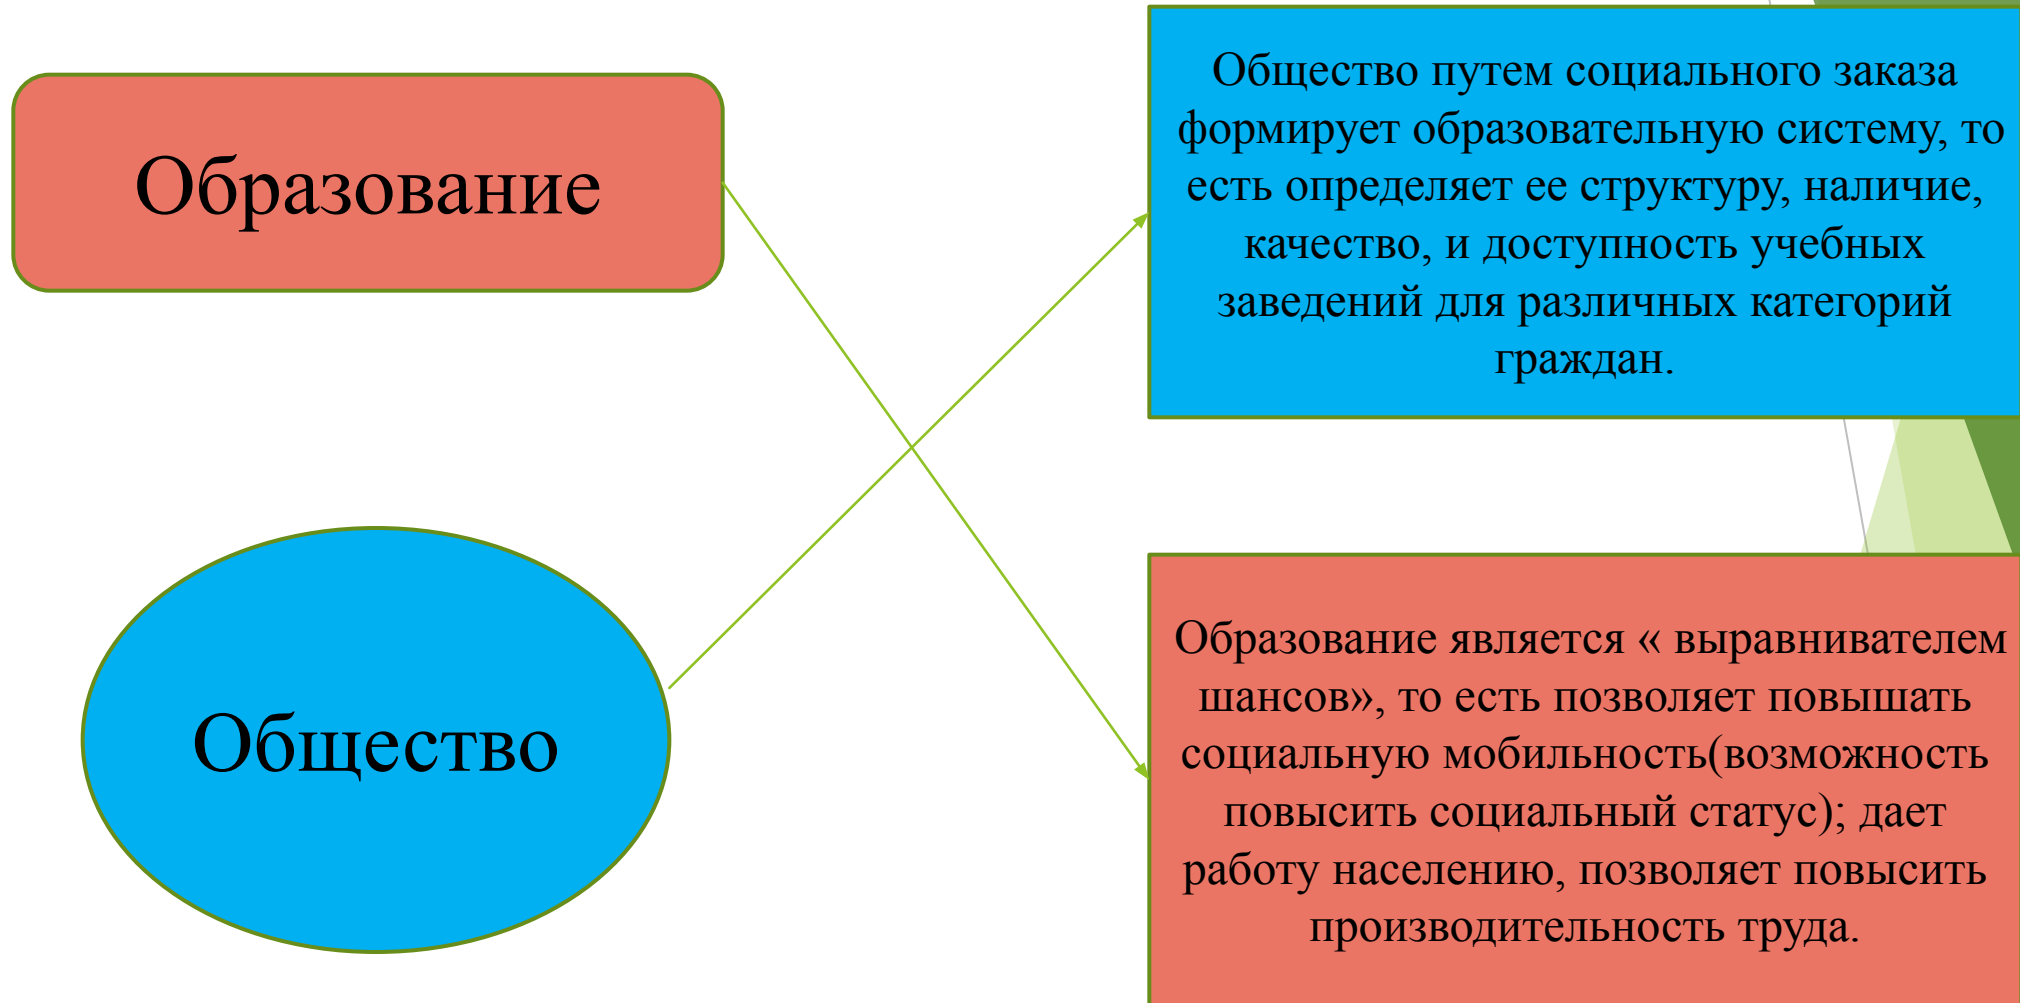 Образование
Общество путем социального заказа
формирует образовательную систему, то
есть определяет ее структуру, наличие,
качество, и доступность учебных
заведений для различных категорий
граждан.
Общество
Образование является « выравнивателем
шансов», то есть позволяет повышать
социальную мобильность(возможность
повысить социальный статус); дает
работу населению, позволяет повысить
производительность труда.